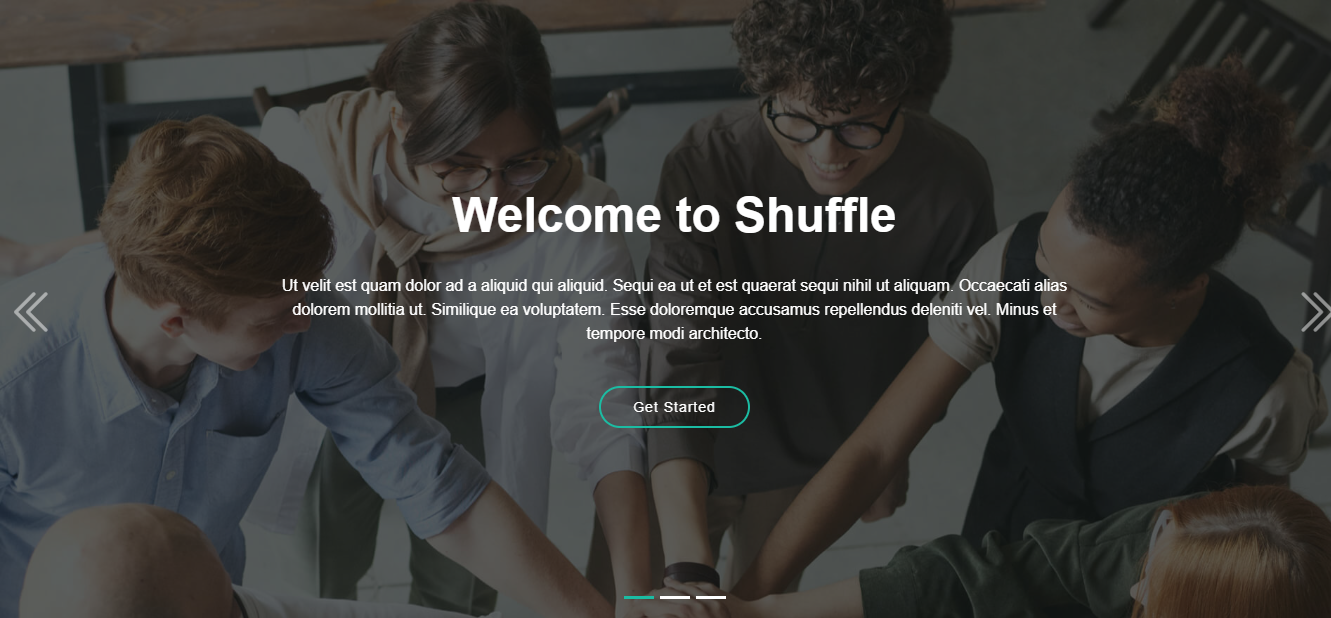 Welcome to Shuffle
Ut velit est quam dolor ad a aliquid qui aliquid. Sequi ea ut et est quaerat sequi nihil ut aliquam. Occaecati alias
dolorem mollitia ut. Similique ea voluptatem. Esse doloremque accusamus repellendus deleniti vel. Minus et
tempore modi architecto.
Get Started